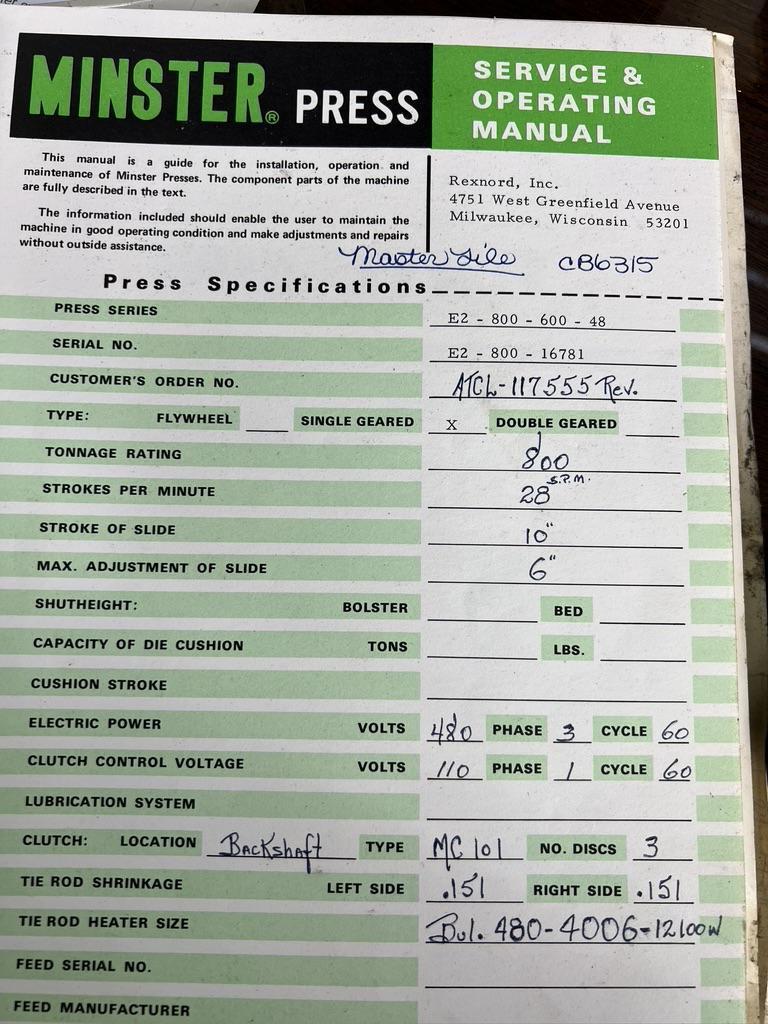 MINSTER® PRESS
SERVICE &
OPERATING
MANUAL
This manual is a guide for the installation, operation and
maintenance of Minster Presses. The component parts of the machine
are fully described in the text.
The information included should enable the user to maintain the
machine in good operating condition and make adjustments and repairs
without outside assistance.
Rexnord, Inc.
4751 West Greenfield Avenue
Milwaukee, Wisconsin 53201
Master File CB6315
Press Specifications
PRESS SERIES E2 - 800 - 600 - 48
SERIAL NO. E2 - 800 - 16781
CUSTOMER'S ORDER NO. ATCL-117555 Rev.
TYPE: FLYWHEEL SINGLE GEARED X DOUBLE GEARED
TONNAGE RATING 800
STROKES PER MINUTE 28 S.P.M.
STROKE OF SLIDE 10"
MAX. ADJUSTMENT OF SLIDE 6"
SHUTHEIGHT: BOLSTER BED
CAPACITY OF DIE CUSHION TONS LBS.
CUSHION STROKE
ELECTRIC POWER VOLTS 480 PHASE 3 CYCLE 60
CLUTCH CONTROL VOLTAGE VOLTS 110 PHASE 1 CYCLE 60
LUBRICATION SYSTEM
CLUTCH: LOCATION Backshaft TYPE MC 101 NO. DISCS 3
TIE ROD SHRINKAGE LEFT SIDE .151 RIGHT SIDE .151
TIE ROD HEATER SIZE Bul. 480-4006-12100W
FEED SERIAL NO.
FEED MANUFACTURER